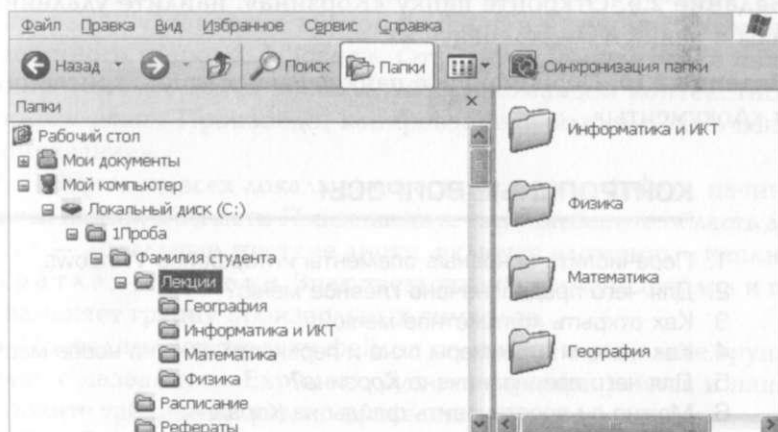 Файл Правка Вид Избранное Сервис Справка
Назад Поиск Папки Синхронизация папки
Папки
Рабочий стол
Мои документы
Мой компьютер
Локальный диск (C:)
1Проба
Фамилия студента
Лекции
География
Информатика и ИКТ
Математика
Физика
Расписание
Рефераты
Информатика и ИКТ
Физика
Математика
География